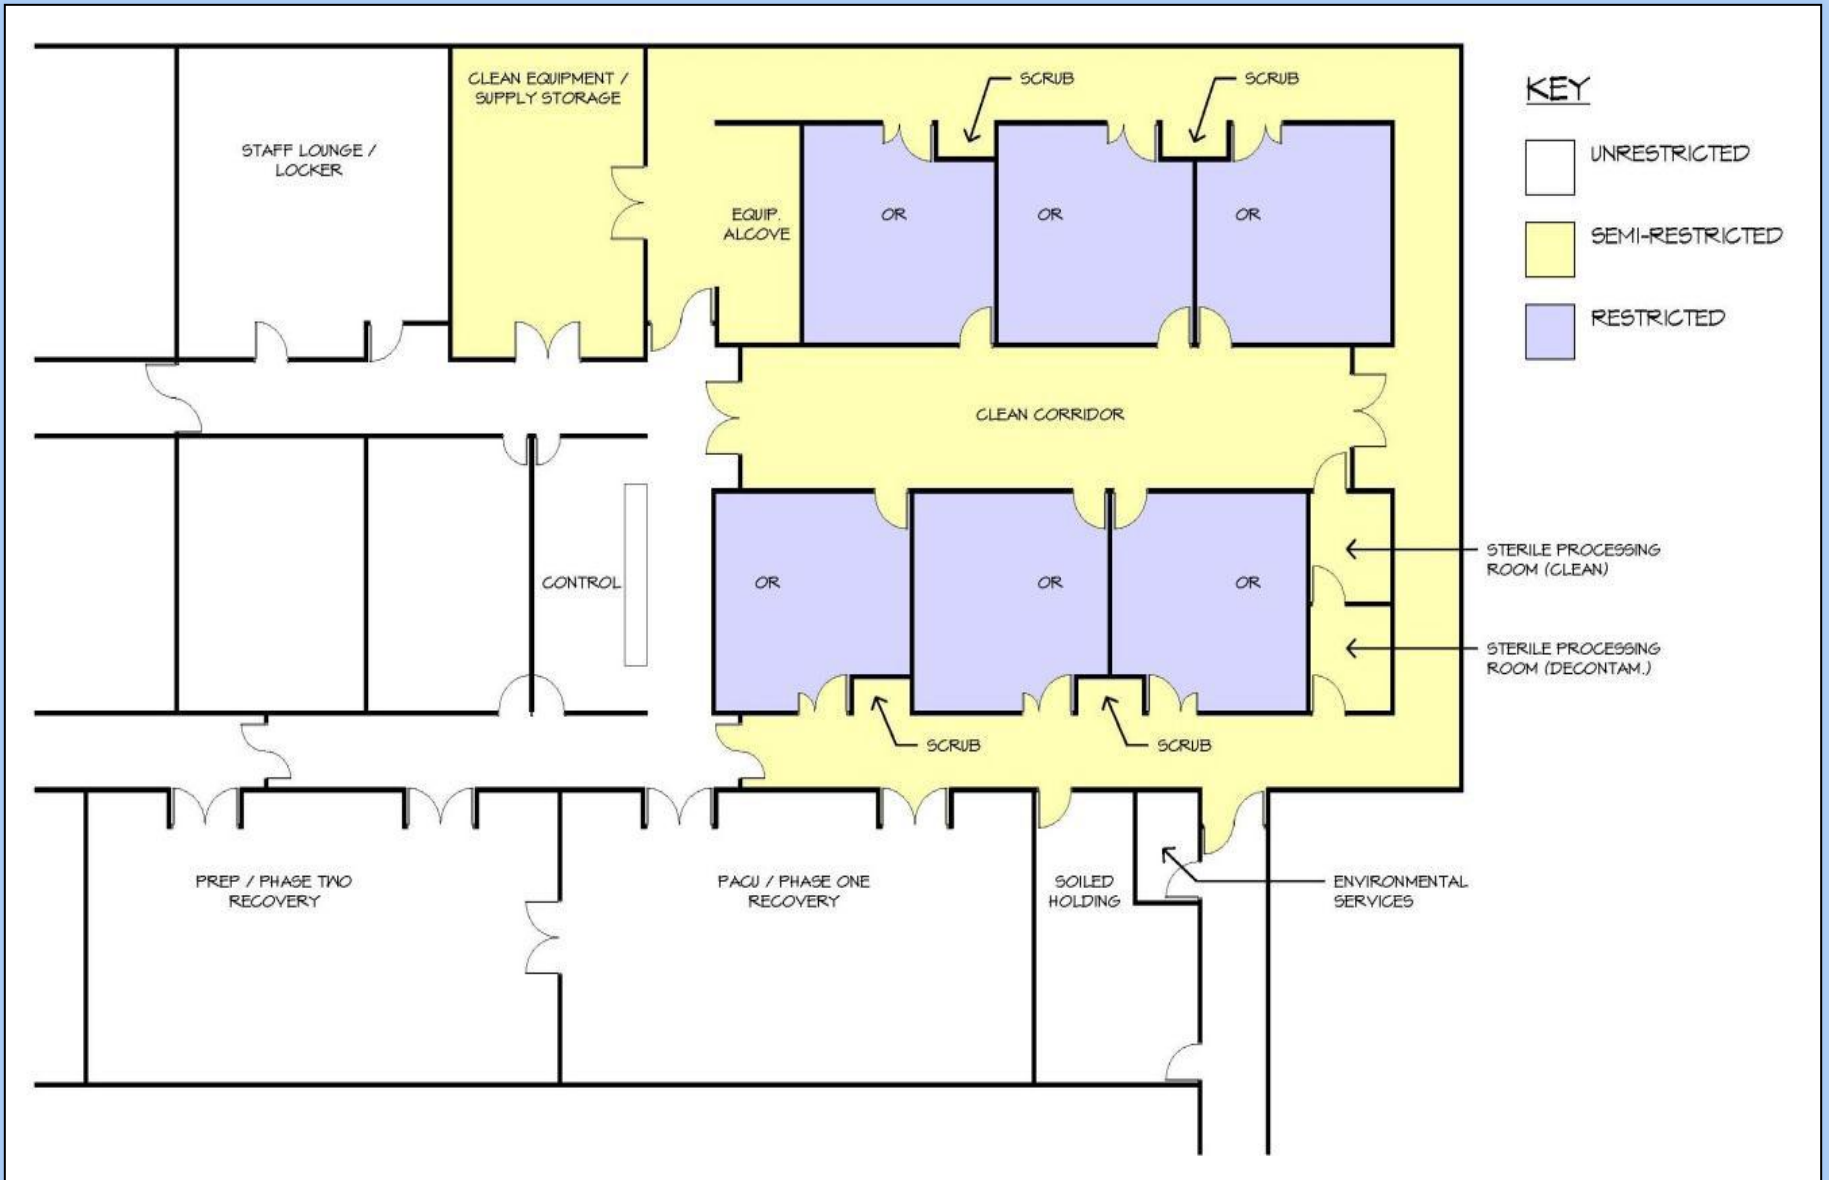 CLEAN EQUIPMENT /
SUPPLY STORAGE
SCRUB
SCRUB
KEY
STAFF LOUNGE /
LOCKER
UNRESTRICTED
EQUIP.
ALCOVE
OR
OR
OR
SEMI-RESTRICTED
RESTRICTED
CLEAN CORRIDOR
CONTROL
OR
OR
OR
STERILE PROCESSING
ROOM (CLEAN)
STERILE PROCESSING
ROOM (DECONTAM.)
SCRUB
SCRUB
PREP / PHASE TWO
RECOVERY
PACU / PHASE ONE
RECOVERY
SOILED
HOLDING
ENVIRONMENTAL
SERVICES